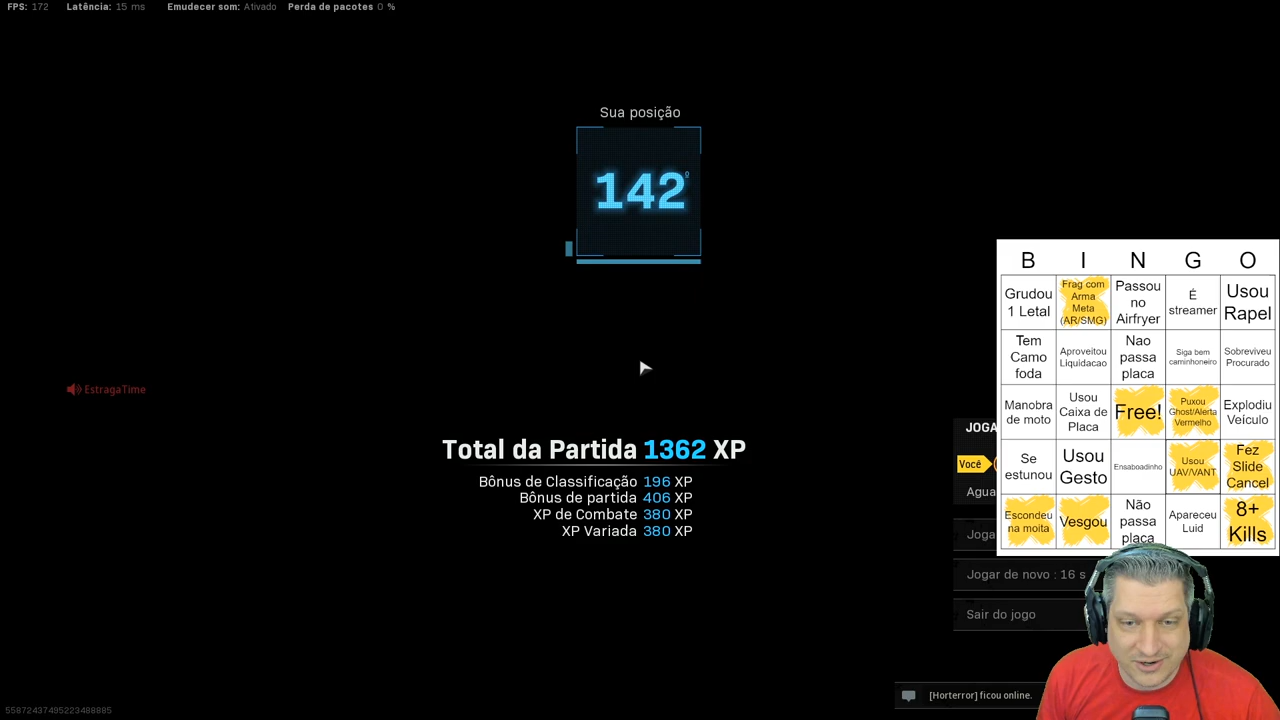 FPS: 172 Latência: 15 ms Emudecer som: Ativado Perda de pacotes 0 %
Sua posição
142º
EstragaTime
Total da Partida 1362 XP
Bônus de Classificação 196 XP
Bônus de partida 406 XP
XP de Combate 380 XP
XP Variada 380 XP
B I N G O
Grudou
1 Letal
Frag com
Arma
Meta
(AR/SMG)
Passou
no
Airfryer
É
streamer
Usou
Rapel
Tem
Camo
foda
Aproveitou
Liquidacao
Nao
passa
placa
Siga bem
caminhoneiro
Sobreviveu
Procurado
Manobra
de moto
Usou
Caixa de
Placa
Free!
Puxou
Ghost/Alerta
Vermelho
Explodiu
Veículo
Se
estunou
Usou
Gesto
Ensaboadinho
Usou
UAV/VANT
Fez
Slide
Cancel
Escondeu
na moita
Vesgou
Não
passa
placa
Apareceu
Luid
8+
Kills
JOGA
Você
Agua
Joga
Jogar de novo : 16 s
Sair do jogo
[Horterror] ficou online.
55872437495223488885